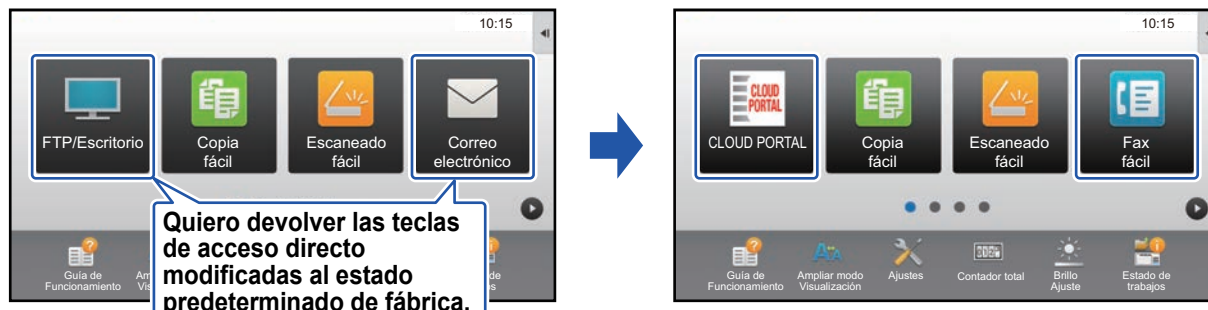 10:15
FTP/Escritorio
Copia
fácil
Escaneado
fácil
Correo
electrónico
Quiero devolver las teclas
de acceso directo
modificadas al estado
predeterminado de fábrica.
Guía de
Funcionamiento
10:15
CLOUD
PORTAL
CLOUD PORTAL
Copia
fácil
Escaneado
fácil
Fax
fácil
Guía de
Funcionamiento
Ampliar modo
Visualización
Ajustes
Contador total
Brillo
Ajuste
Estado de
trabajos